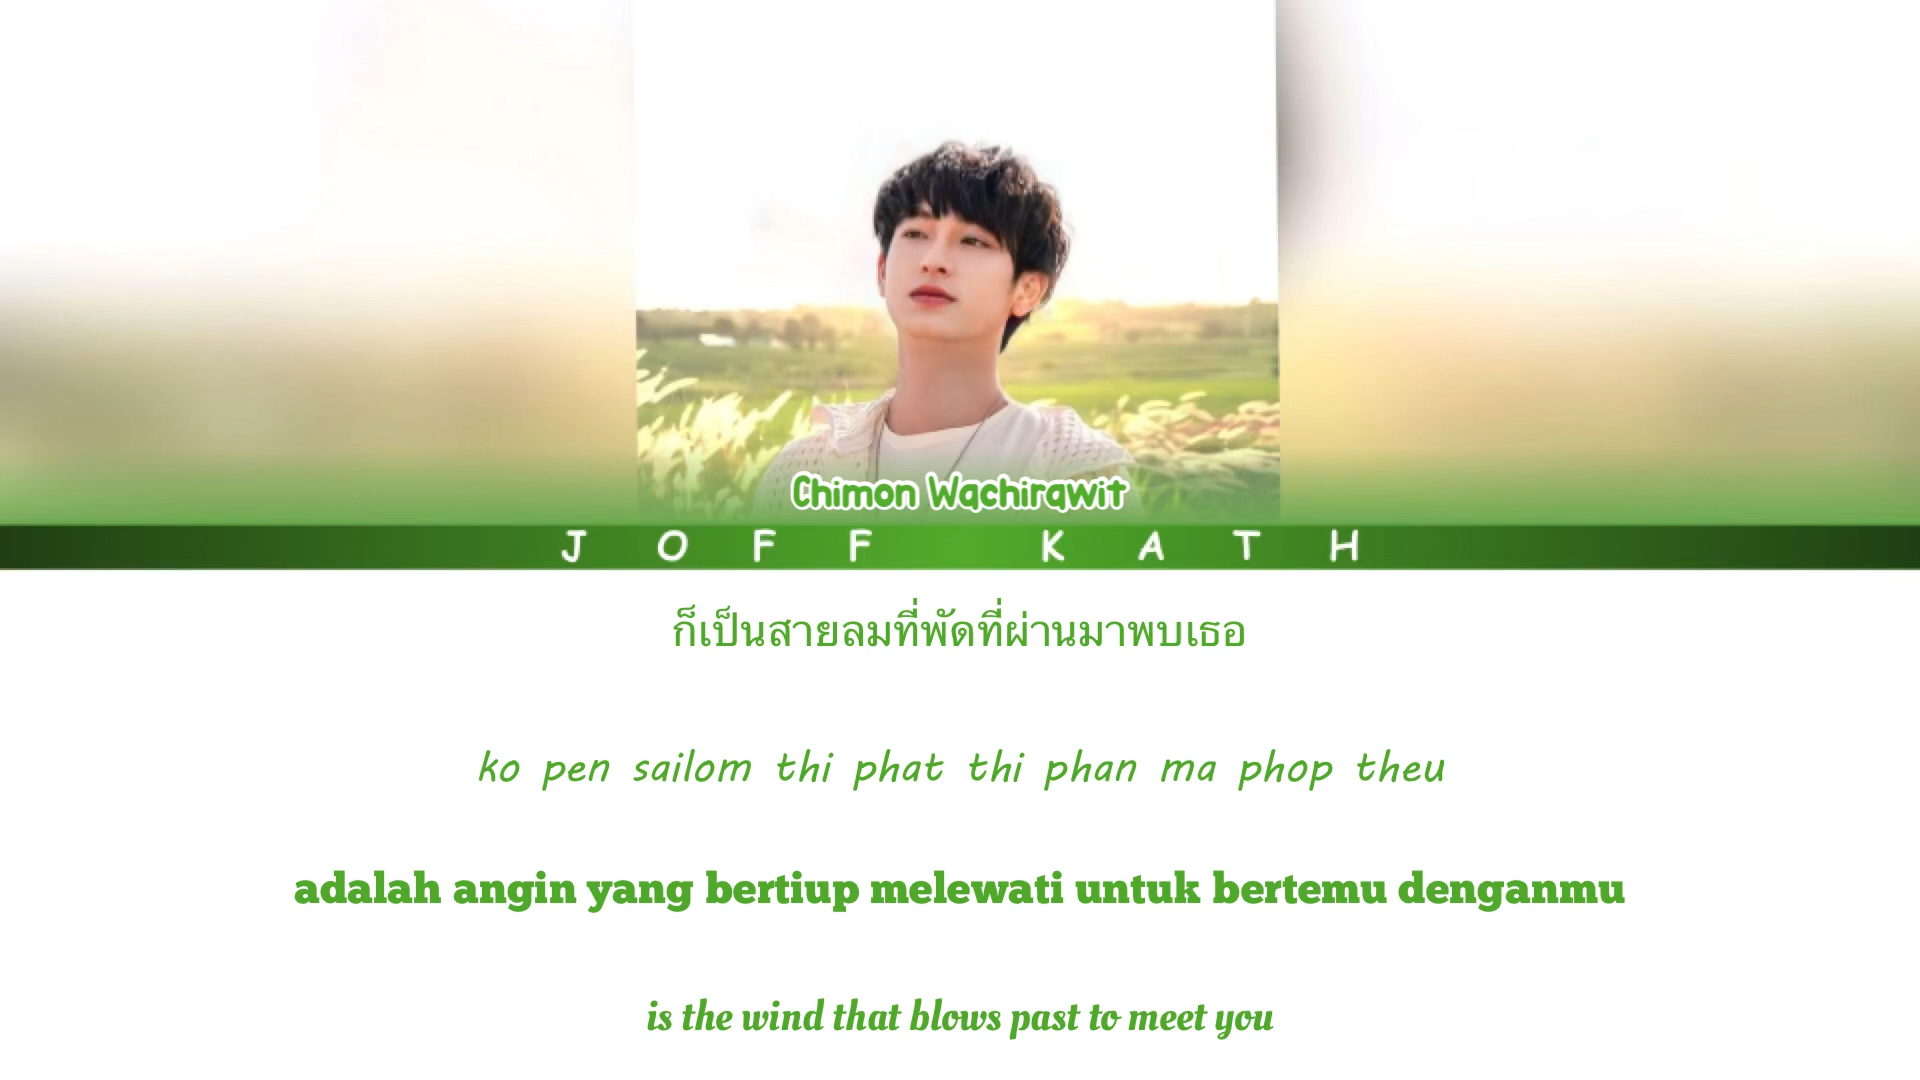 Chimon Wachirawit
JOFF KATH
ก็เป็นสายลมที่พัดที่ผ่านมาพบเธอ
ko pen sailom thi phat thi phan ma phop theu
adalah angin yang bertiup melewati untuk bertemu denganmu
is the wind that blows past to meet you